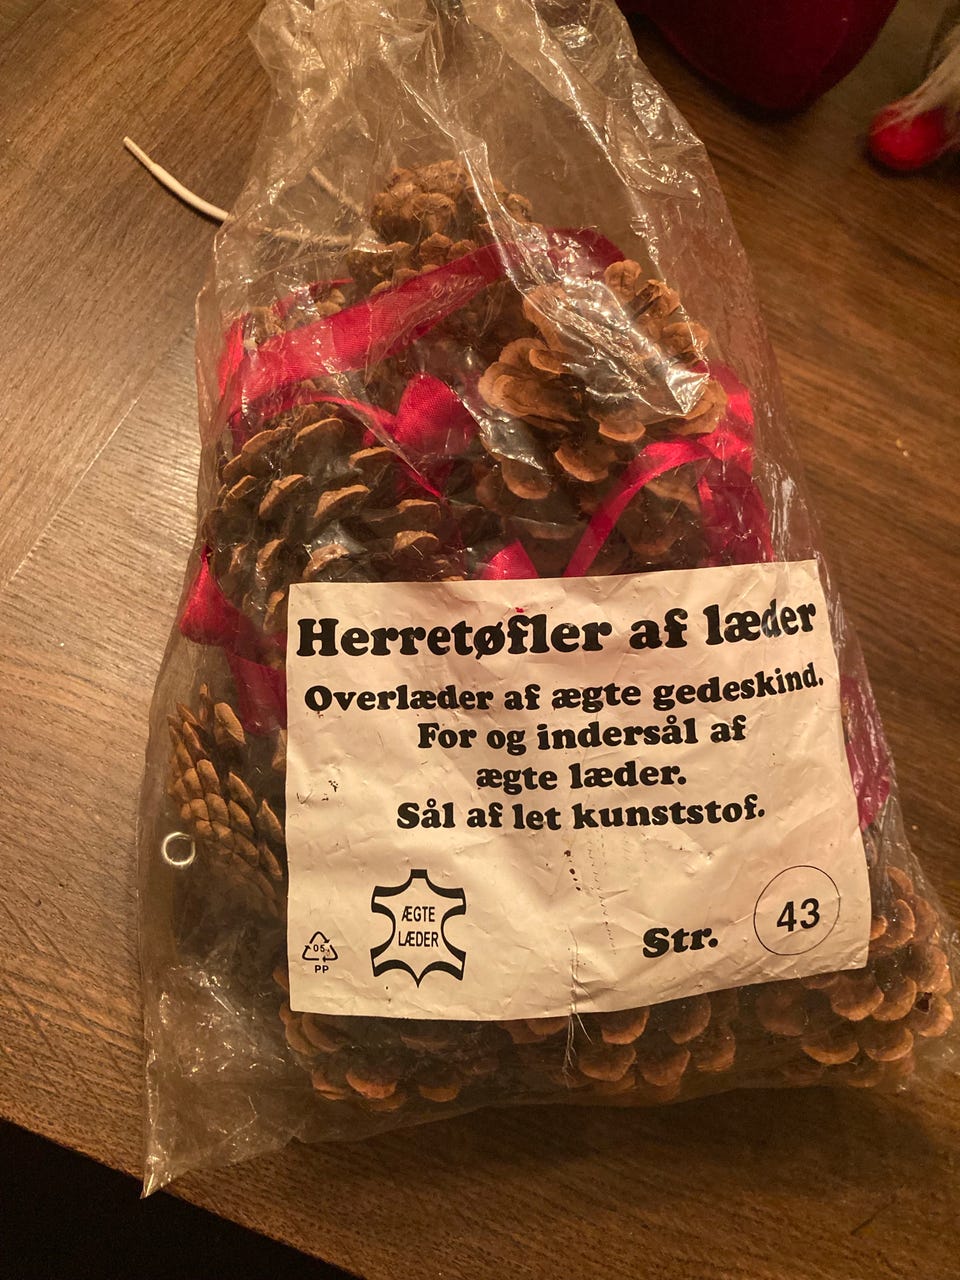 Herretøfler af læder
Overlæder af ægte gedeskind.
For og indersål af
ægte læder.
Sål af let kunststof.
ÆGTE
LÆDER
05
PP
Str. 43